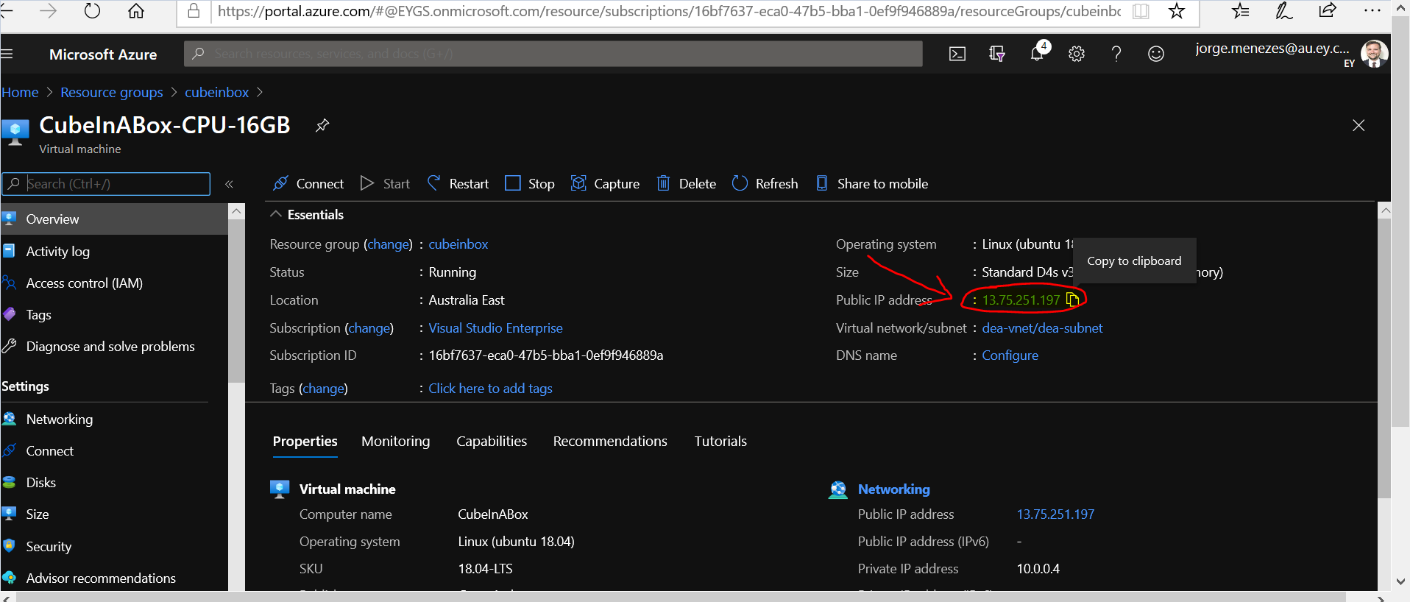 https://portal.azure.com/#@EYGS.onmicrosoft.com/resource/subscriptions/16bf7637-eca0-47b5-bba1-0ef9f946889a/resourceGroups/cubeinbo
Microsoft Azure
Search resources, services, and docs (G+/)
4
jorge.menezes@au.ey.c...
EY
Home > Resource groups > cubeinbox >
CubeInABox-CPU-16GB
Virtual machine
Search (Ctrl+/) «
Connect Start Restart Stop Capture Delete Refresh Share to mobile
Overview
Activity log
Access control (IAM)
Tags
Diagnose and solve problems
Settings
Networking
Connect
Disks
Size
Security
Advisor recommendations
Essentials
Resource group (change) : cubeinbox
Status : Running
Location : Australia East
Subscription (change) : Visual Studio Enterprise
Subscription ID : 16bf7637-eca0-47b5-bba1-0ef9f946889a
Tags (change) : Click here to add tags
Operating system : Linux (ubuntu 18
Copy to clipboard
Size : Standard D4s v3 ory)
Public IP address : 13.75.251.197
Virtual network/subnet : dea-vnet/dea-subnet
DNS name : Configure
Properties Monitoring Capabilities Recommendations Tutorials
Virtual machine
Computer name CubeInABox
Operating system Linux (ubuntu 18.04)
SKU 18.04-LTS
Networking
Public IP address 13.75.251.197
Public IP address (IPv6) -
Private IP address 10.0.0.4